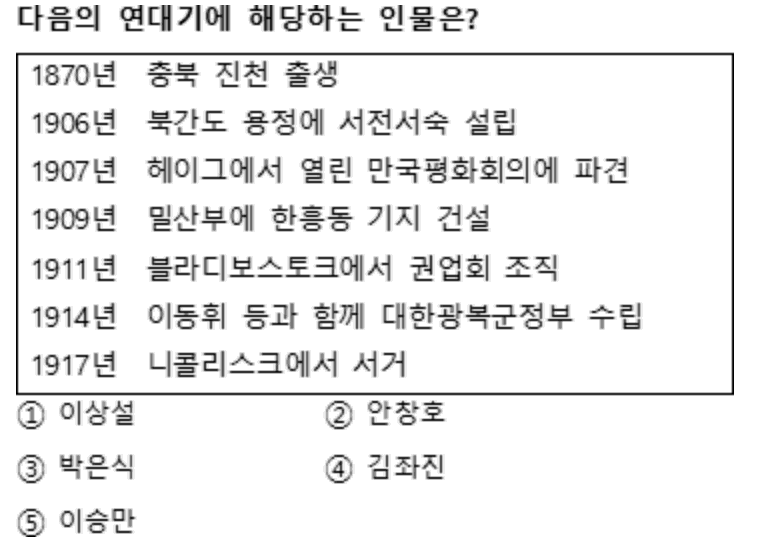 다음의 연대기에 해당하는 인물은?
1870년 충북 진천 출생
1906년 북간도 용정에 서전서숙 설립
1907년 헤이그에서 열린 만국평화회의에 파견
1909년 밀산부에 한흥동 기지 건설
1911년 블라디보스토크에서 권업회 조직
1914년 이동휘 등과 함께 대한광복군정부 수립
1917년 니콜리스크에서 서거
① 이상설 ② 안창호
③ 박은식 ④ 김좌진
⑤ 이승만